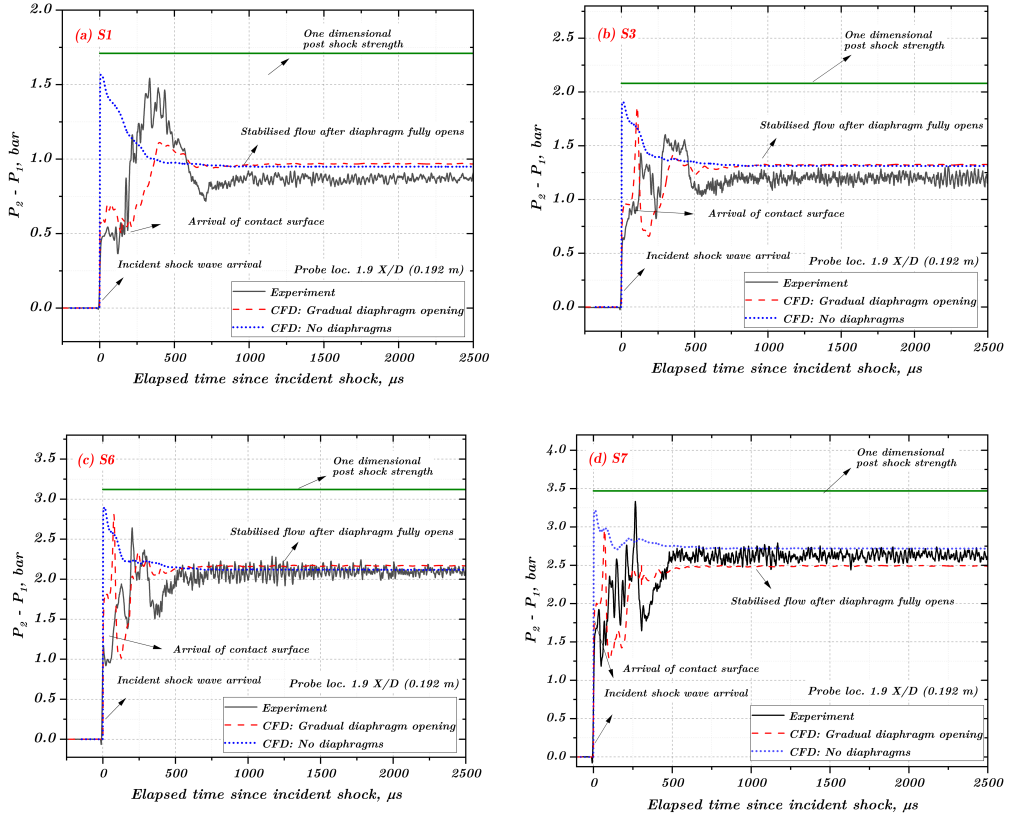 (a) S1
One dimensional
post shock strength
Stabilised flow after diaphragm fully opens
Arrival of contact surface
Incident shock wave arrival
Probe loc. 1.9 X/D (0.192 m)
Experiment
CFD: Gradual diaphragm opening
CFD: No diaphragms
2.0
1.5
1.0
0.5
0.0
P2 - P1, bar
0 500 1000 1500 2000 2500
Elapsed time since incident shock, μs
(b) S3
One dimensional
post shock strength
Stabilised flow after diaphragm fully opens
Arrival of contact surface
Incident shock wave arrival
Probe loc. 1.9 X/D (0.192 m)
Experiment
CFD: Gradual diaphragm opening
CFD: No diaphragms
2.5
2.0
1.5
1.0
0.5
0.0
P2 - P1, bar
0 500 1000 1500 2000 2500
Elapsed time since incident shock, μs
(c) S6
One dimensional
post shock strength
Stabilised flow after diaphragm fully opens
Arrival of contact surface
Incident shock wave arrival
Probe loc. 1.9 X/D (0.192 m)
Experiment
CFD: Gradual diaphragm opening
CFD: No diaphragms
3.5
3.0
2.5
2.0
1.5
1.0
0.5
0.0
P2 - P1, bar
0 500 1000 1500 2000 2500
Elapsed time since incident shock, μs
(d) S7
One dimensional
post shock strength
Stabilised flow after diaphragm fully opens
Arrival of contact surface
Incident shock wave arrival
Probe loc. 1.9 X/D (0.192 m)
Experiment
CFD: Gradual diaphragm opening
CFD: No diaphragms
4.0
3.5
3.0
2.5
2.0
1.5
1.0
0.5
0.0
P2 - P1, bar
0 500 1000 1500 2000 2500
Elapsed time since incident shock, μs